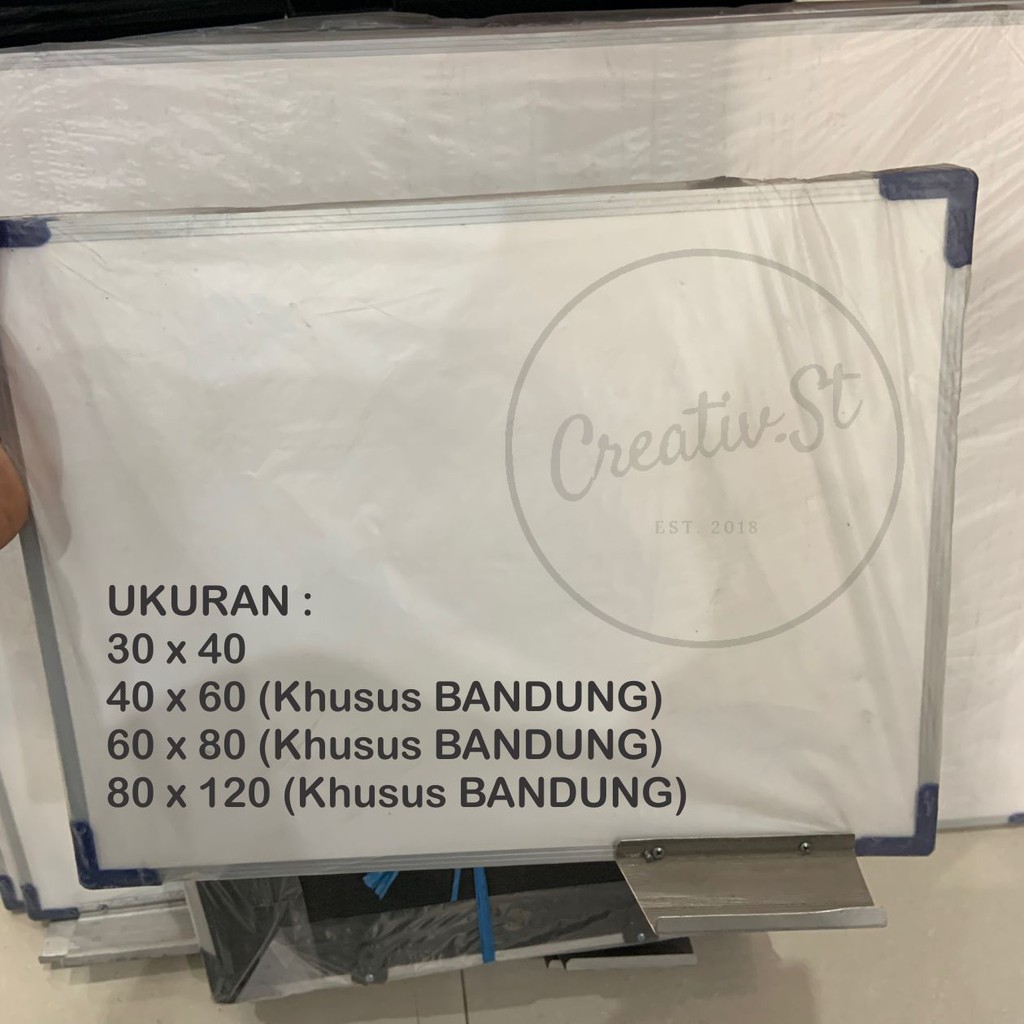 Creativ.St
EST. 2018
UKURAN :
30 x 40
40 x 60 (Khusus BANDUNG)
60 x 80 (Khusus BANDUNG)
80 x 120 (Khusus BANDUNG)